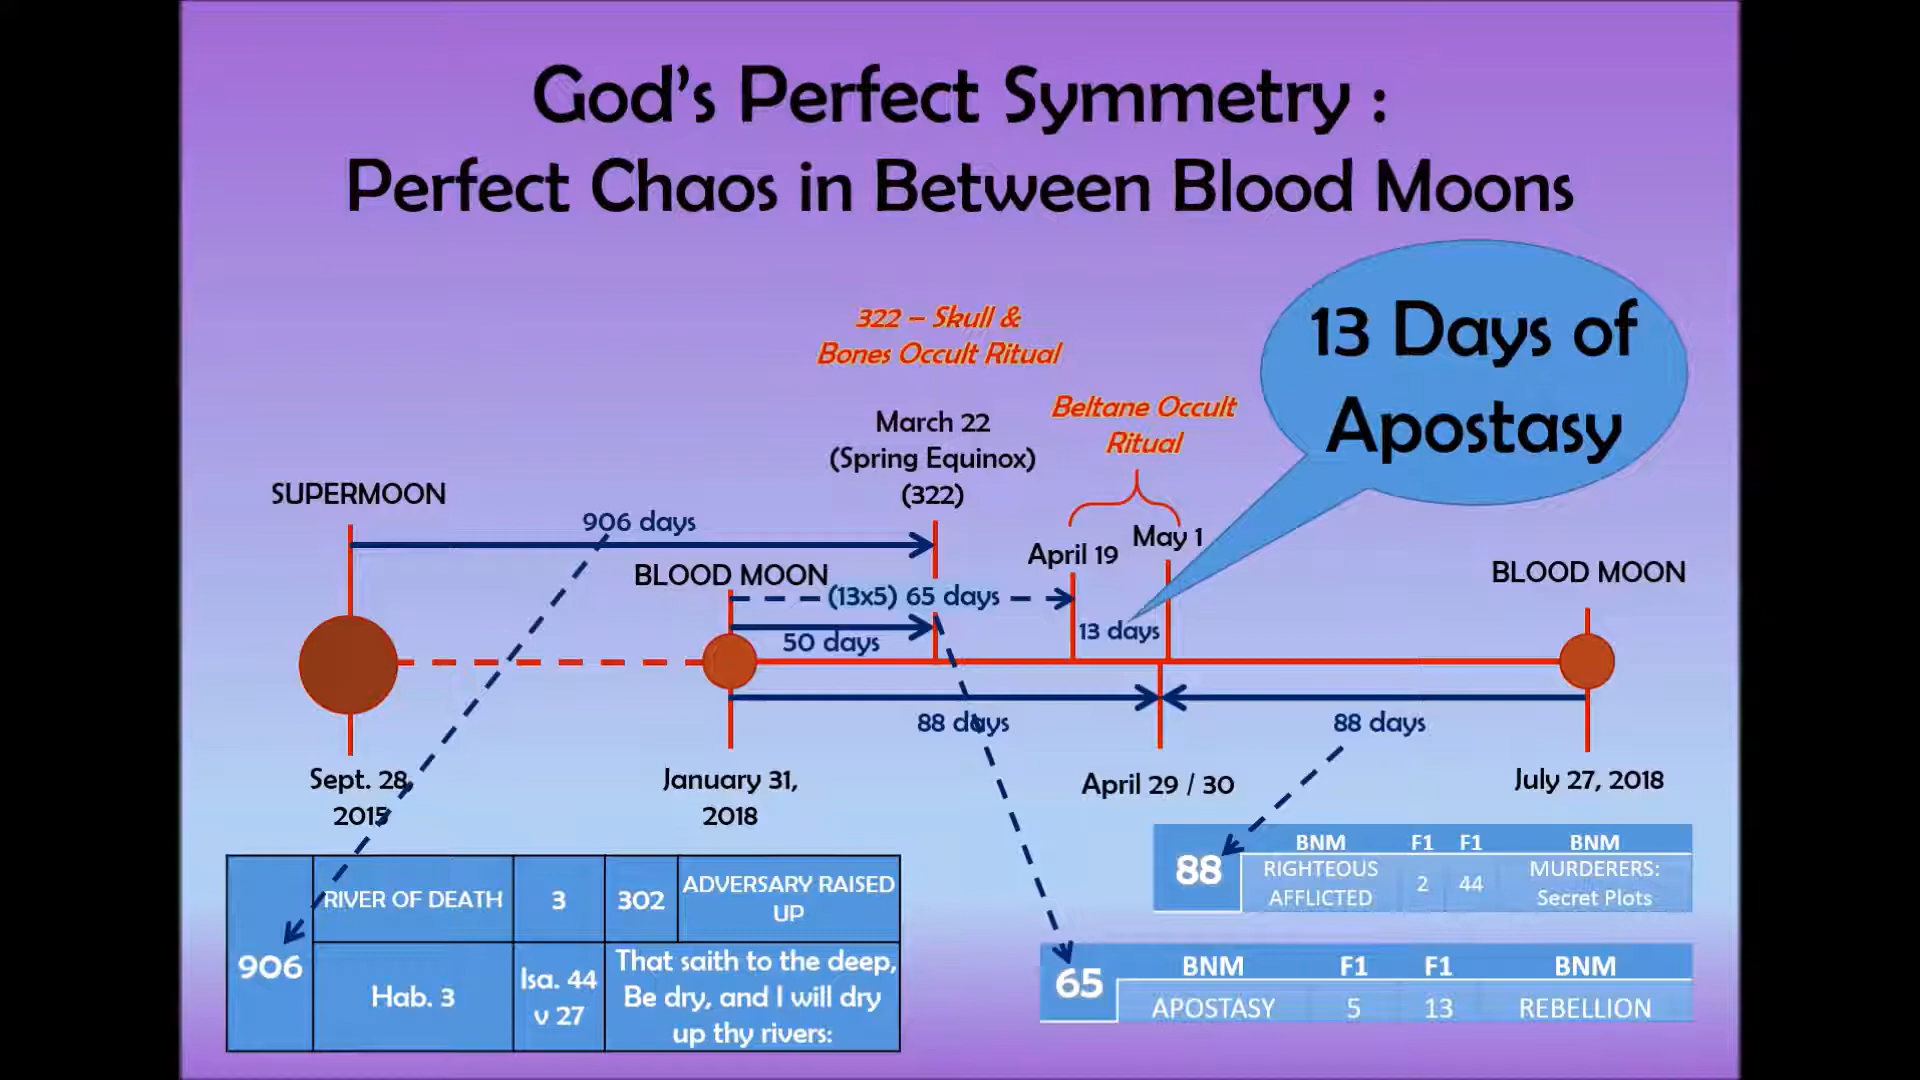 God's Perfect Symmetry :
Perfect Chaos in Between Blood Moons
322 – Skull &
Bones Occult Ritual
13 Days of
Apostasy
Beltane Occult
Ritual
March 22
(Spring Equinox)
(322)
SUPERMOON
906 days
April 19
May 1
BLOOD MOON
BLOOD MOON
(13x5) 65 days
50 days
13 days
88 days
88 days
Sept. 28,
2015
January 31,
2018
April 29 / 30
July 27, 2018
906
RIVER OF DEATH
3
302
ADVERSARY RAISED
UP
Hab. 3
Isa. 44
v 27
That saith to the deep,
Be dry, and I will dry
up thy rivers:
88
BNM F1 F1 BNM
RIGHTEOUS
AFFLICTED
2
44
MURDERERS:
Secret Plots
65
BNM F1 F1 BNM
APOSTASY 5 13 REBELLION